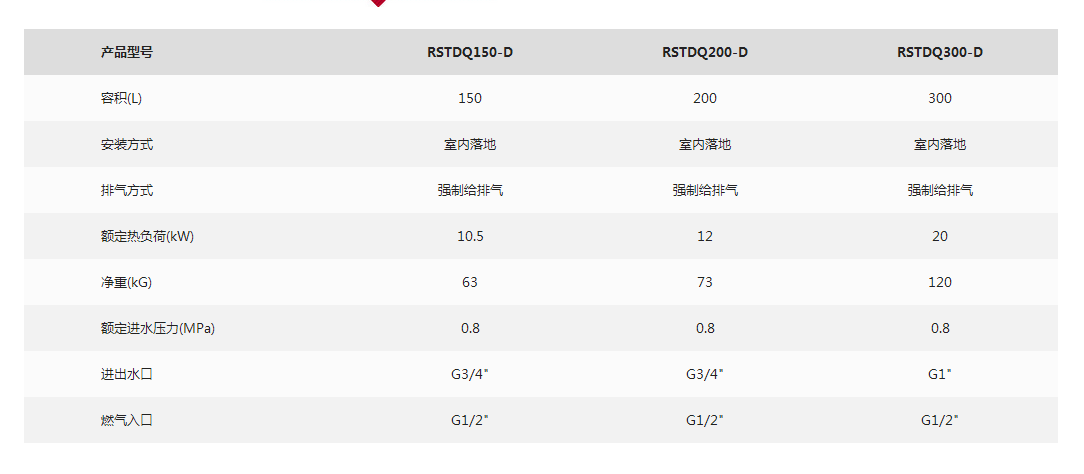 产品型号 RSTDQ150-D RSTDQ200-D RSTDQ300-D
容积(L) 150 200 300
安装方式 室内落地 室内落地 室内落地
排气方式 强制给排气 强制给排气 强制给排气
额定热负荷(kW) 10.5 12 20
净重(kG) 63 73 120
额定进水压力(MPa) 0.8 0.8 0.8
进出水口 G3/4" G3/4" G1"
燃气入口 G1/2" G1/2" G1/2"